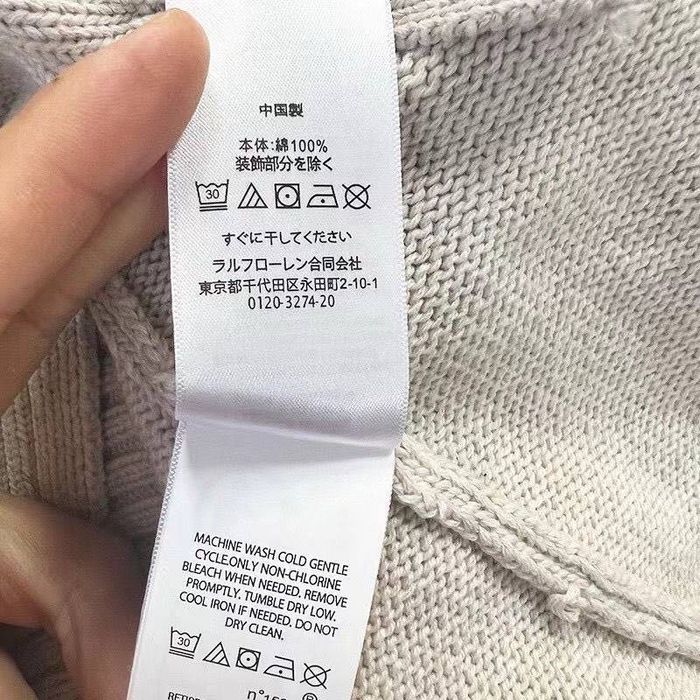 中国製
本体:綿100%
装飾部分を除く
30
すぐに干してください
ラルフローレン合同会社
東京都千代田区永田町2-10-1
0120-3274-20
MACHINE WASH COLD GENTLE
CYCLE.ONLY NON-CHLORINE
BLEACH WHEN NEEDED. REMOVE
PROMPTLY. TUMBLE DRY LOW.
COOL IRON IF NEEDED. DO NOT
DRY CLEAN.
30